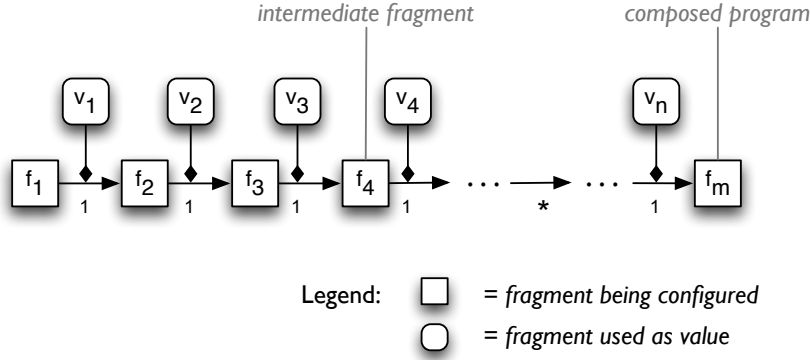 intermediate fragment composed program
v1 v2 v3 v4 vn
f1 f2 f3 f4 ... ... fm
1 1 1 1 * 1
Legend: = fragment being configured
= fragment used as value